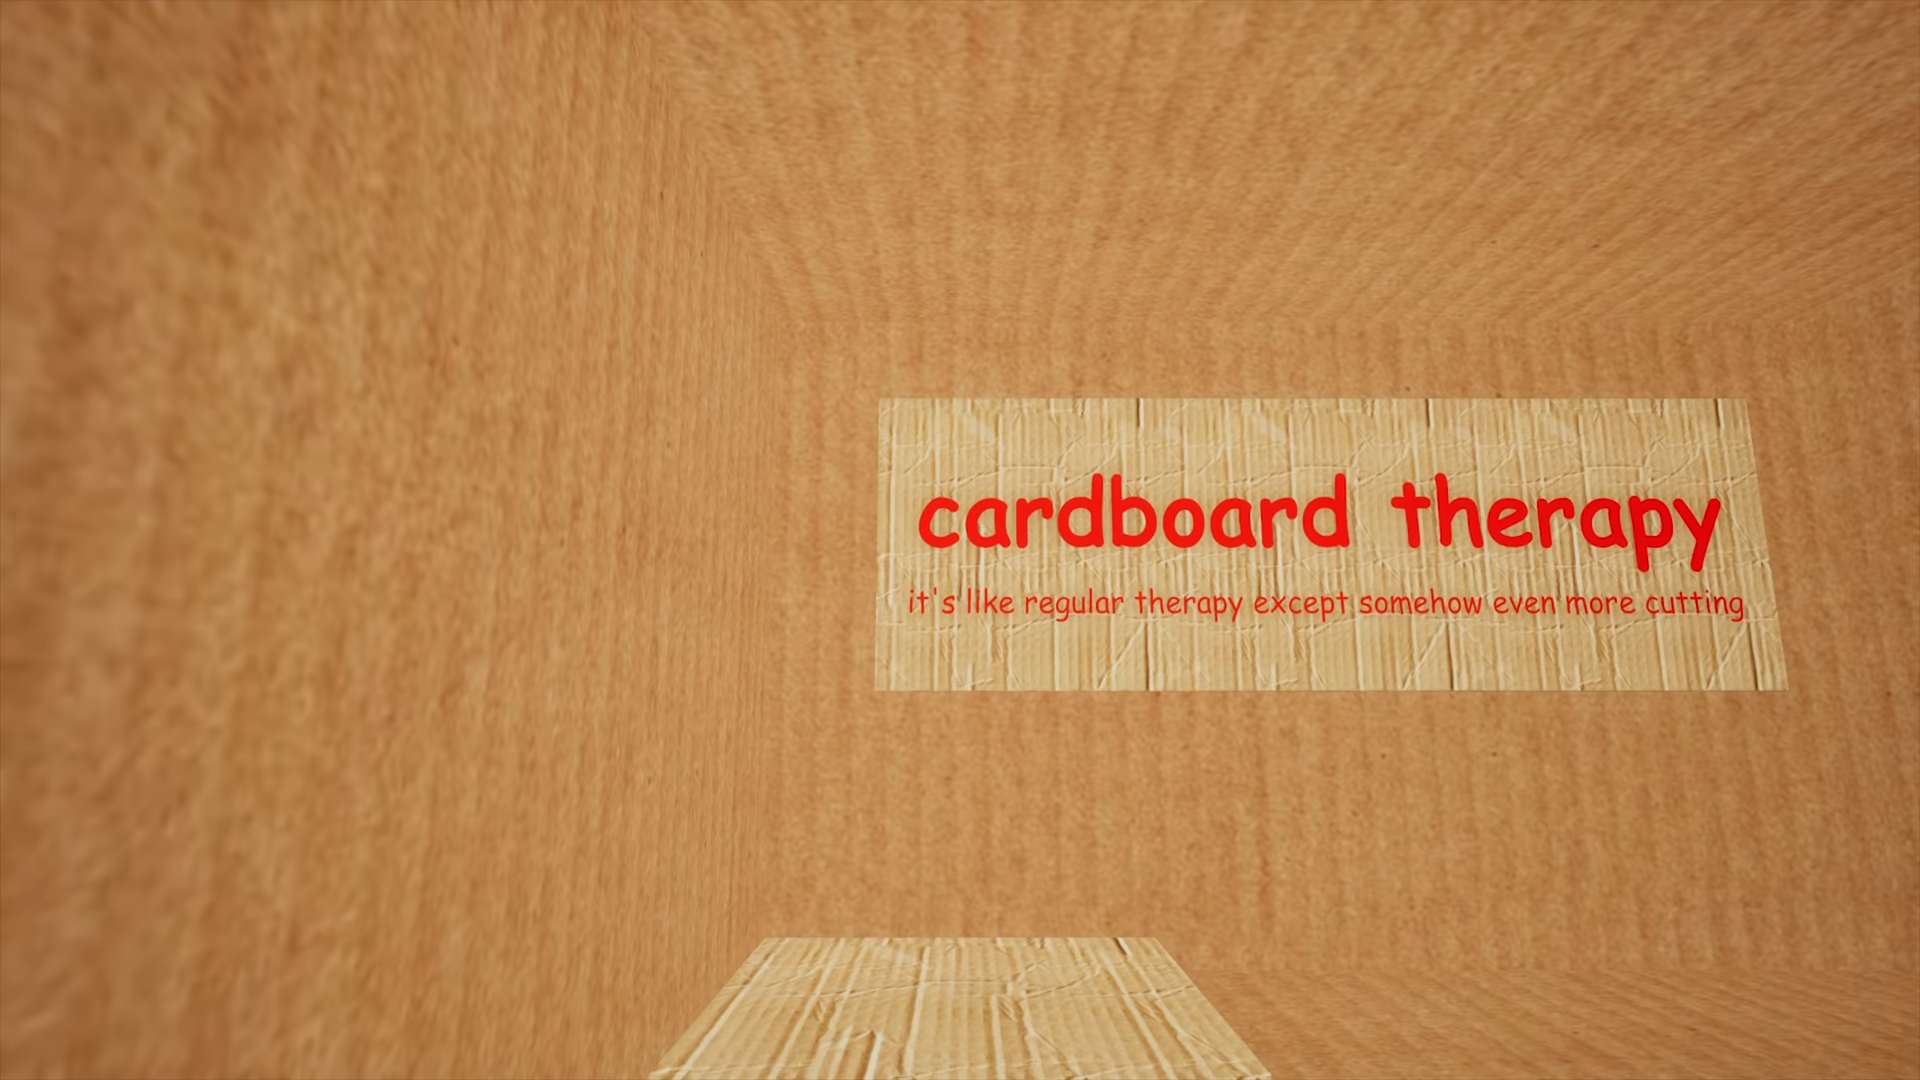 cardboard therapy
it's like regular therapy except somehow even more cutting